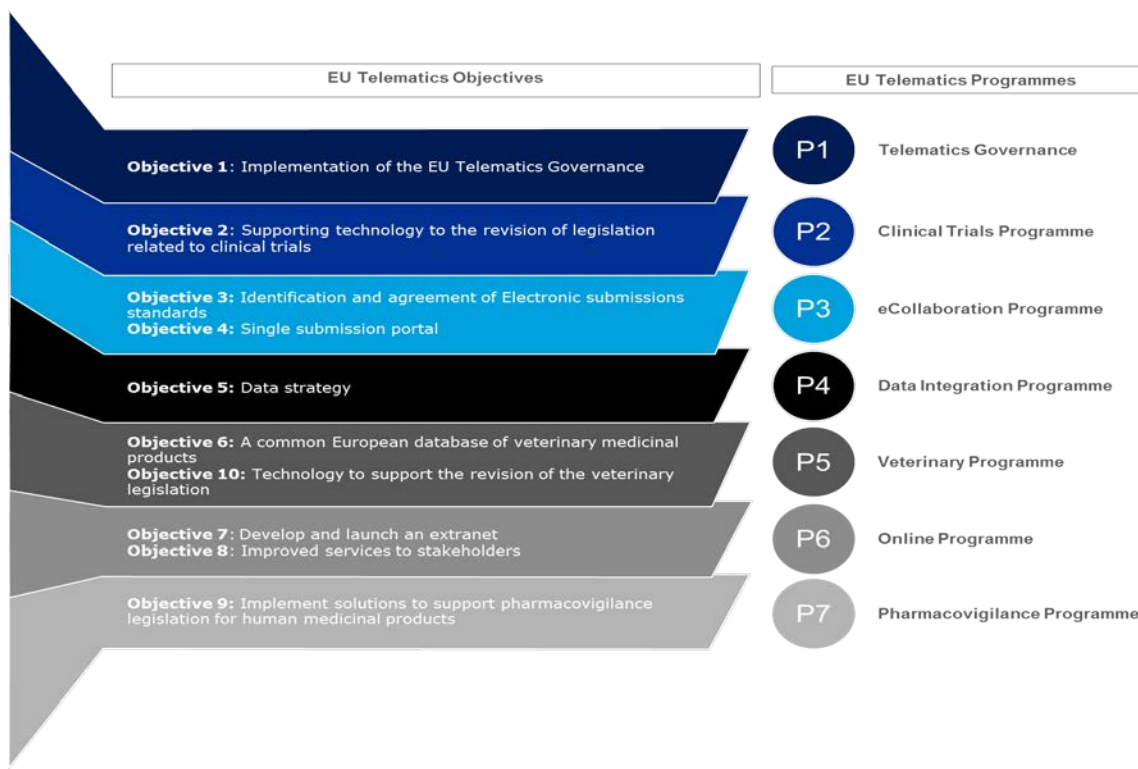 EU Telematics Objectives
EU Telematics Programmes
Objective 1: Implementation of the EU Telematics Governance
P1
Telematics Governance
Objective 2: Supporting technology to the revision of legislation
related to clinical trials
P2
Clinical Trials Programme
Objective 3: Identification and agreement of Electronic submissions
standards
Objective 4: Single submission portal
P3
eCollaboration Programme
Objective 5: Data strategy
P4
Data Integration Programme
Objective 6: A common European database of veterinary medicinal
products
Objective 10: Technology to support the revision of the veterinary
legislation
P5
Veterinary Programme
Objective 7: Develop and launch an extranet
Objective 8: Improved services to stakeholders
P6
Online Programme
Objective 9: Implement solutions to support pharmacovigilance
legislation for human medicinal products
P7
Pharmacovigilance Programme